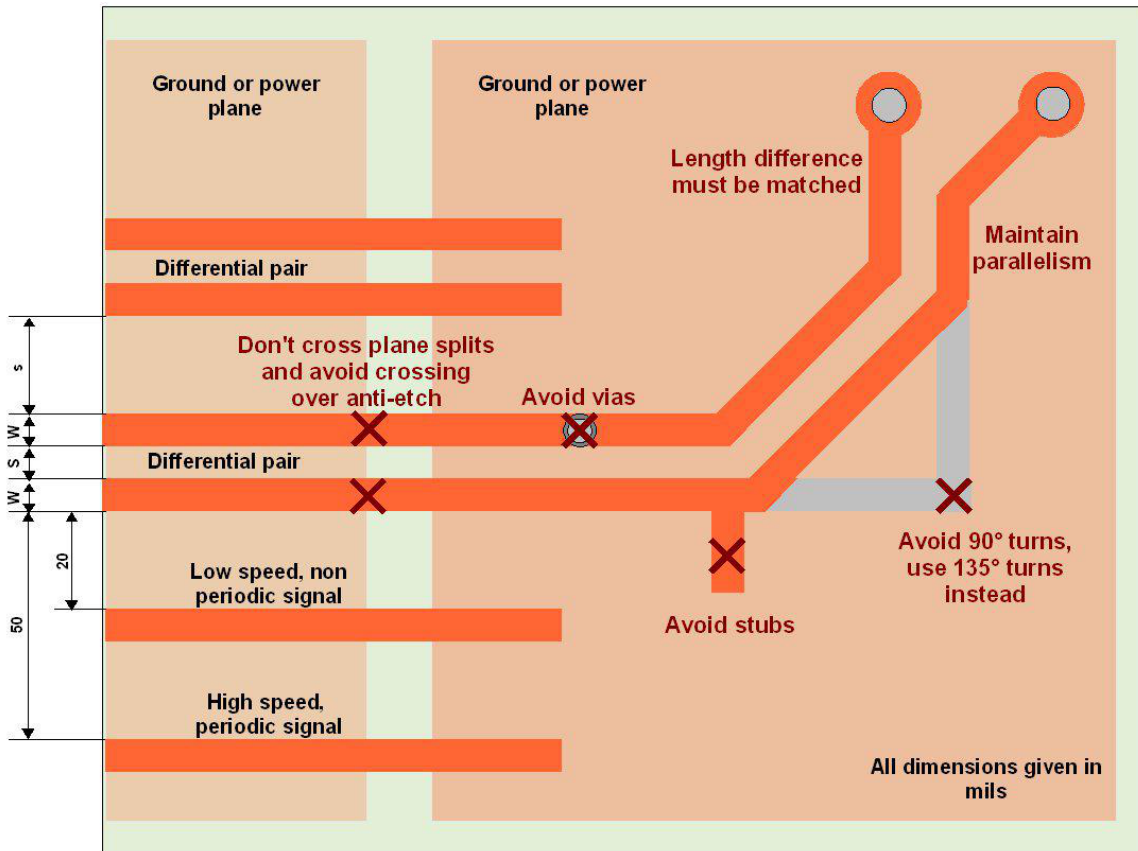 Ground or power
plane
Ground or power
plane
Length difference
must be matched
Maintain
parallelism
Differential pair
s
Don't cross plane splits
and avoid crossing
over anti-etch
Avoid vias
W
S
W
Differential pair
20
50
Low speed, non
periodic signal
Avoid stubs
Avoid 90° turns,
use 135° turns
instead
High speed,
periodic signal
All dimensions given in
mils